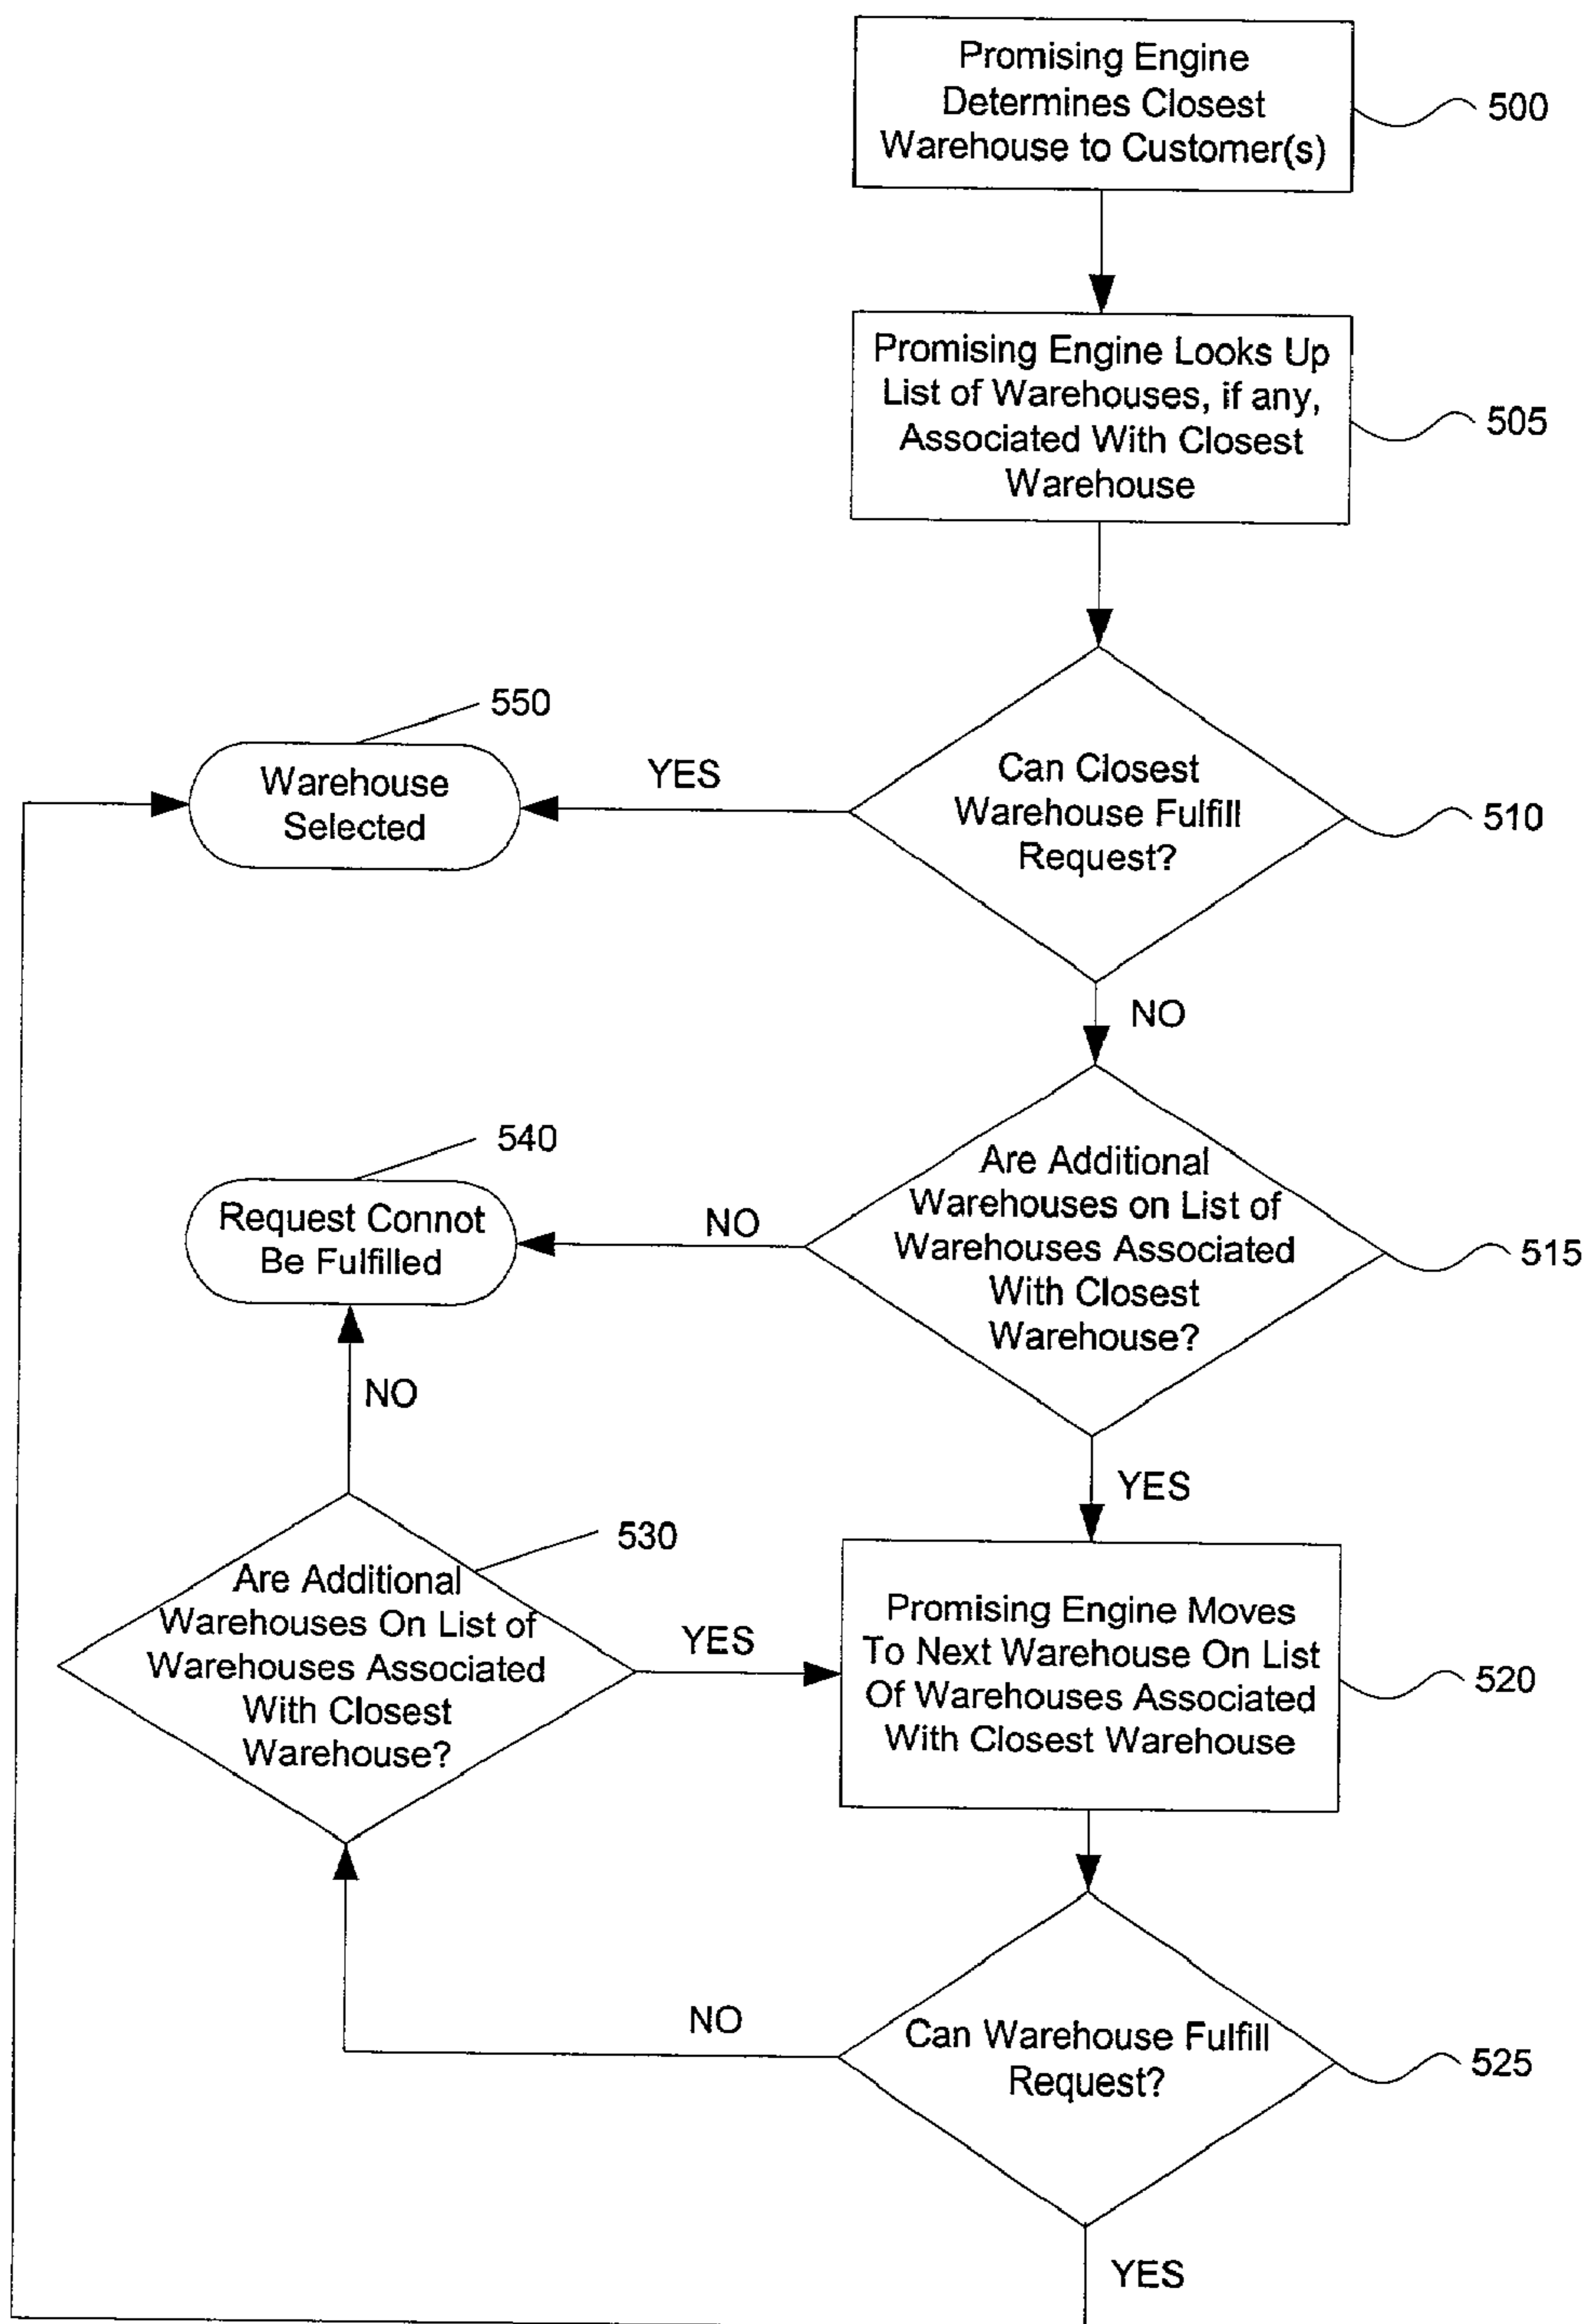 Promising Engine
Determines Closest
Warehouse to Customer(s)
500
Promising Engine Looks Up
List of Warehouses, if any,
Associated With Closest
Warehouse
505
550
Warehouse
Selected
YES
Can Closest
Warehouse Fulfill
Request?
510
NO
540
Request Connot
Be Fulfilled
NO
Are Additional
Warehouses on List of
Warehouses Associated
With Closest
Warehouse?
515
NO
YES
530
Are Additional
Warehouses On List of
Warehouses Associated
With Closest
Warehouse?
YES
Promising Engine Moves
To Next Warehouse On List
Of Warehouses Associated
With Closest Warehouse
520
NO
Can Warehouse Fulfill
Request?
525
YES